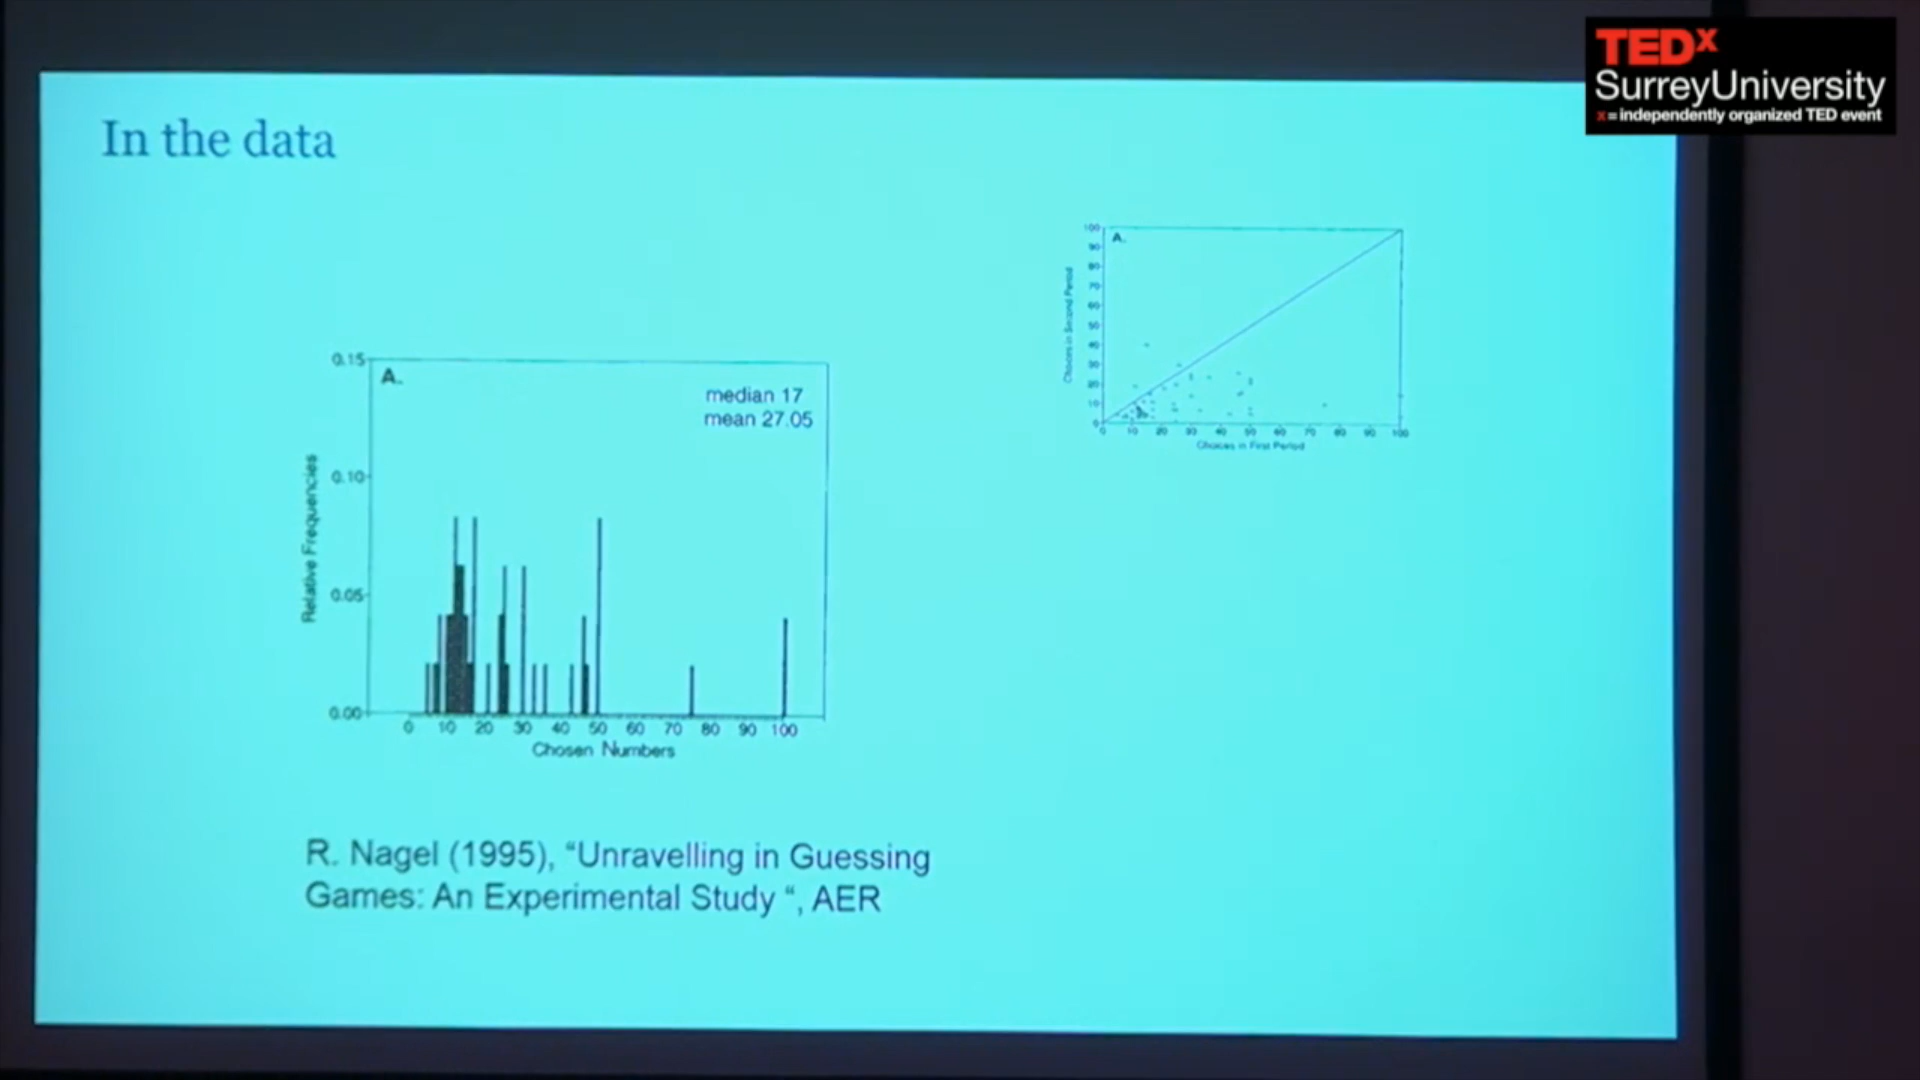 TEDx
SurreyUniversity
x=independently organized TED event
In the data
A.
median 17
mean 27.05
Relative Frequencies
0.15
0.10
0.05
0.00
0 10 20 30 40 50 60 70 80 90 100
Chosen Numbers
A.
Choices in Second Period
100
90
80
70
60
50
40
30
20
10
0
0 10 20 30 40 50 60 70 80 90 100
Choices in First Period
R. Nagel (1995), “Unravelling in Guessing
Games: An Experimental Study “, AER